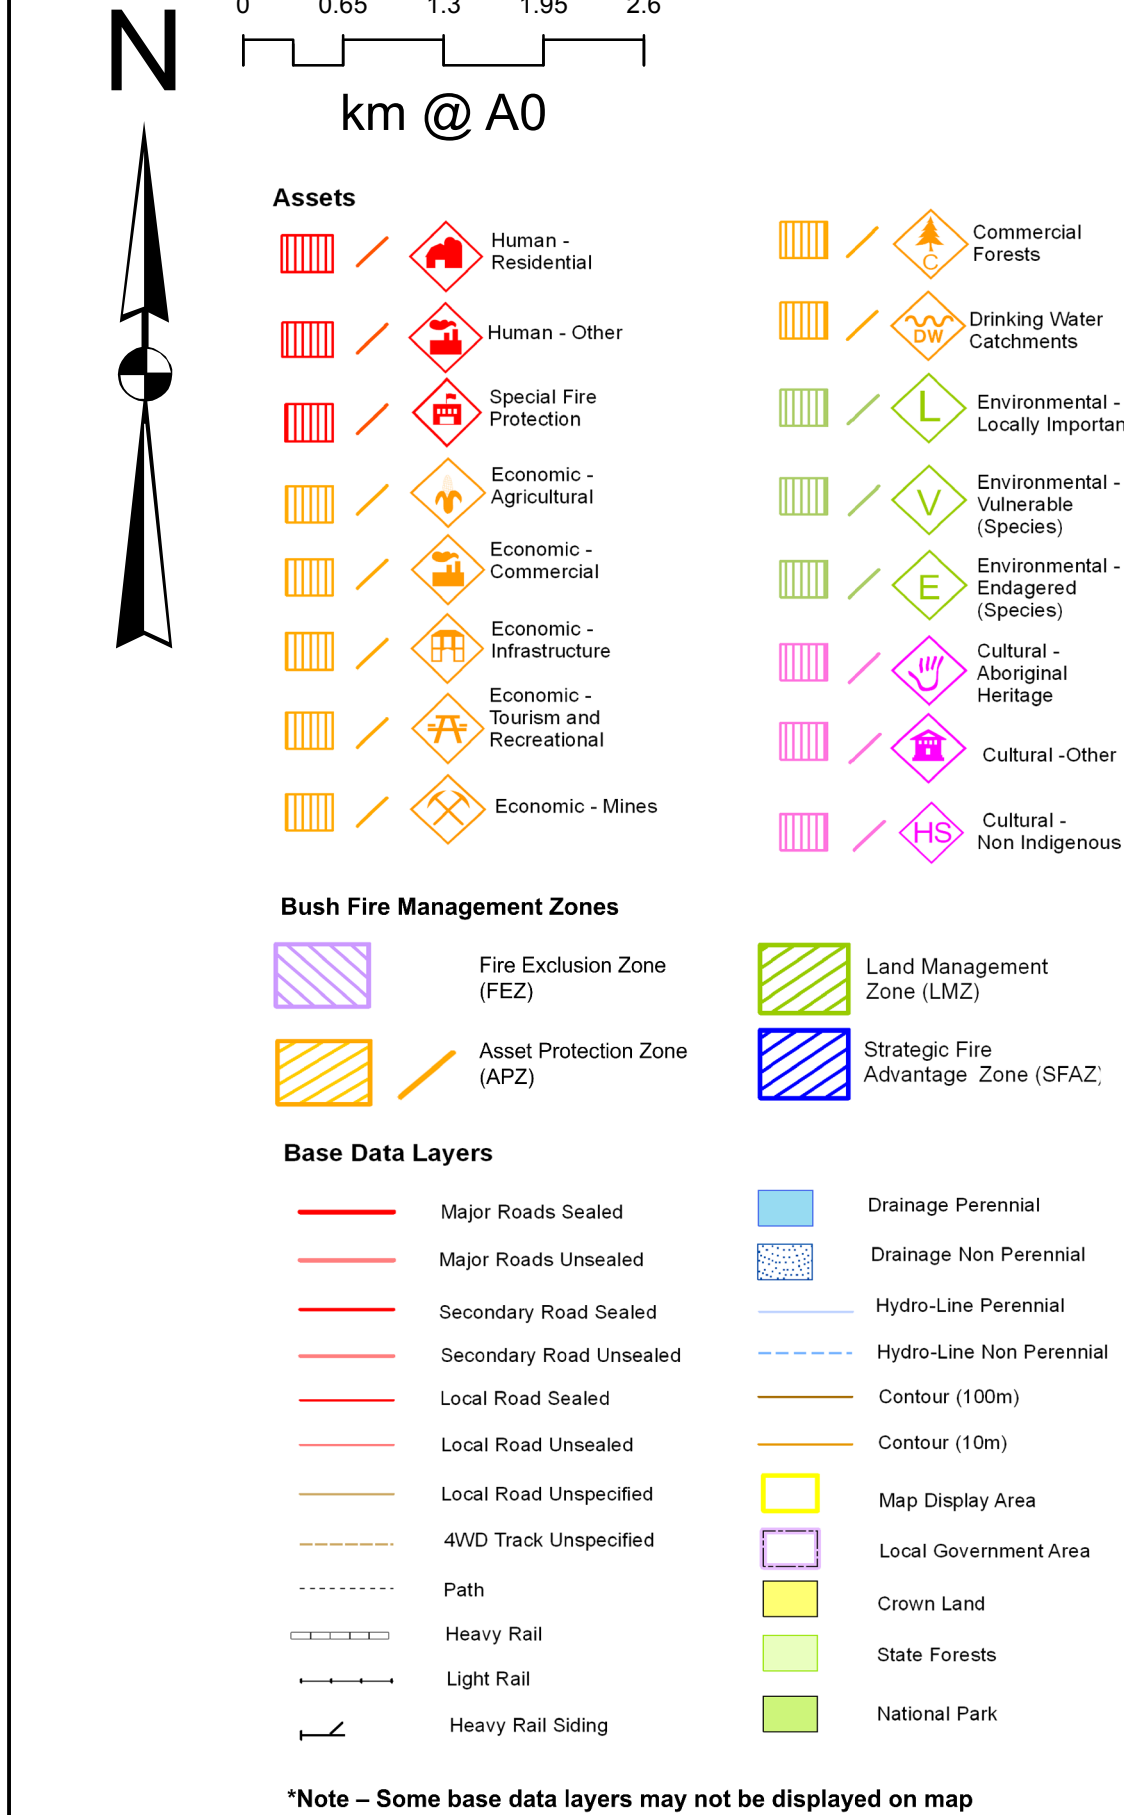 N
0 0.65 1.3 1.95 2.6
km @ A0
Assets
Human -
Residential
Human - Other
Special Fire
Protection
Economic -
Agricultural
Economic -
Commercial
Economic -
Infrastructure
Economic -
Tourism and
Recreational
Economic - Mines
C
Commercial
Forests
DW
Drinking Water
Catchments
L
Environmental -
Locally Importan
V
Environmental -
Vulnerable
(Species)
E
Environmental -
Endagered
(Species)
Cultural -
Aboriginal
Heritage
Cultural -Other
HS
Cultural -
Non Indigenous
Bush Fire Management Zones
Fire Exclusion Zone
(FEZ)
Asset Protection Zone
(APZ)
Land Management
Zone (LMZ)
Strategic Fire
Advantage Zone (SFAZ)
Base Data Layers
Major Roads Sealed
Major Roads Unsealed
Secondary Road Sealed
Secondary Road Unsealed
Local Road Sealed
Local Road Unsealed
Local Road Unspecified
4WD Track Unspecified
Path
Heavy Rail
Light Rail
Heavy Rail Siding
Drainage Perennial
Drainage Non Perennial
Hydro-Line Perennial
Hydro-Line Non Perennial
Contour (100m)
Contour (10m)
Map Display Area
Local Government Area
Crown Land
State Forests
National Park
*Note – Some base data layers may not be displayed on map